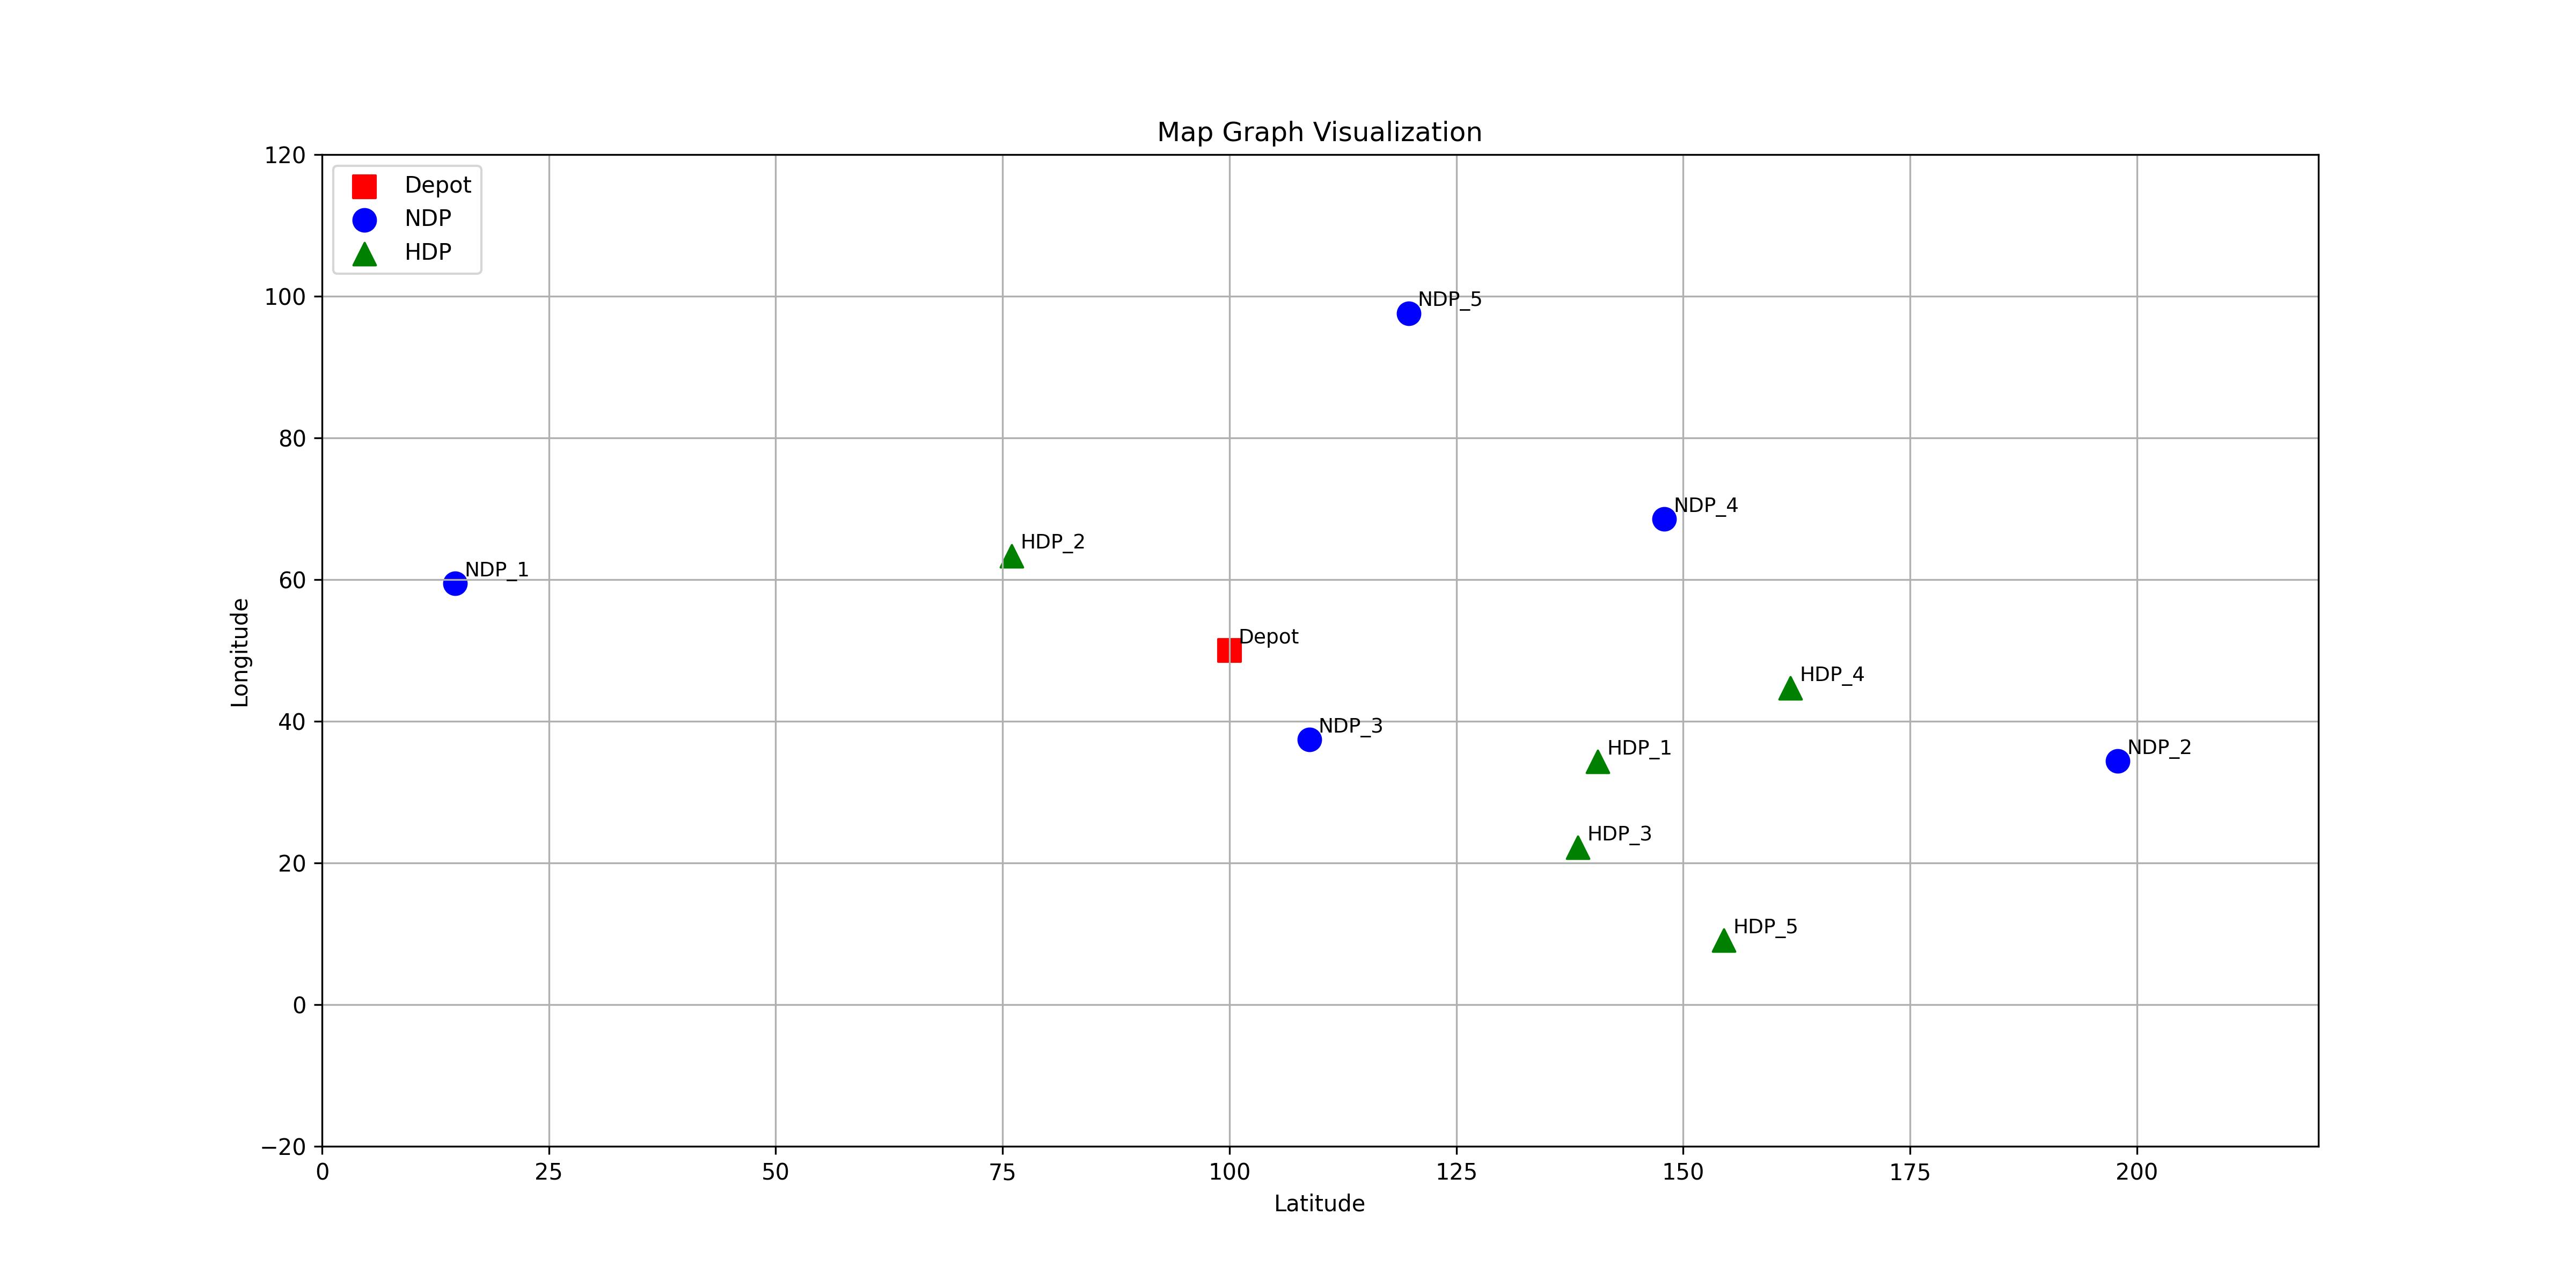 Map Graph Visualization
120
100
80
60
40
20
0
−20
Longitude
Depot
NDP
HDP
NDP_5
NDP_4
HDP_2
NDP_1
Depot
HDP_4
NDP_3
HDP_1
NDP_2
HDP_3
HDP_5
0 25 50 75 100 125 150 175 200
Latitude